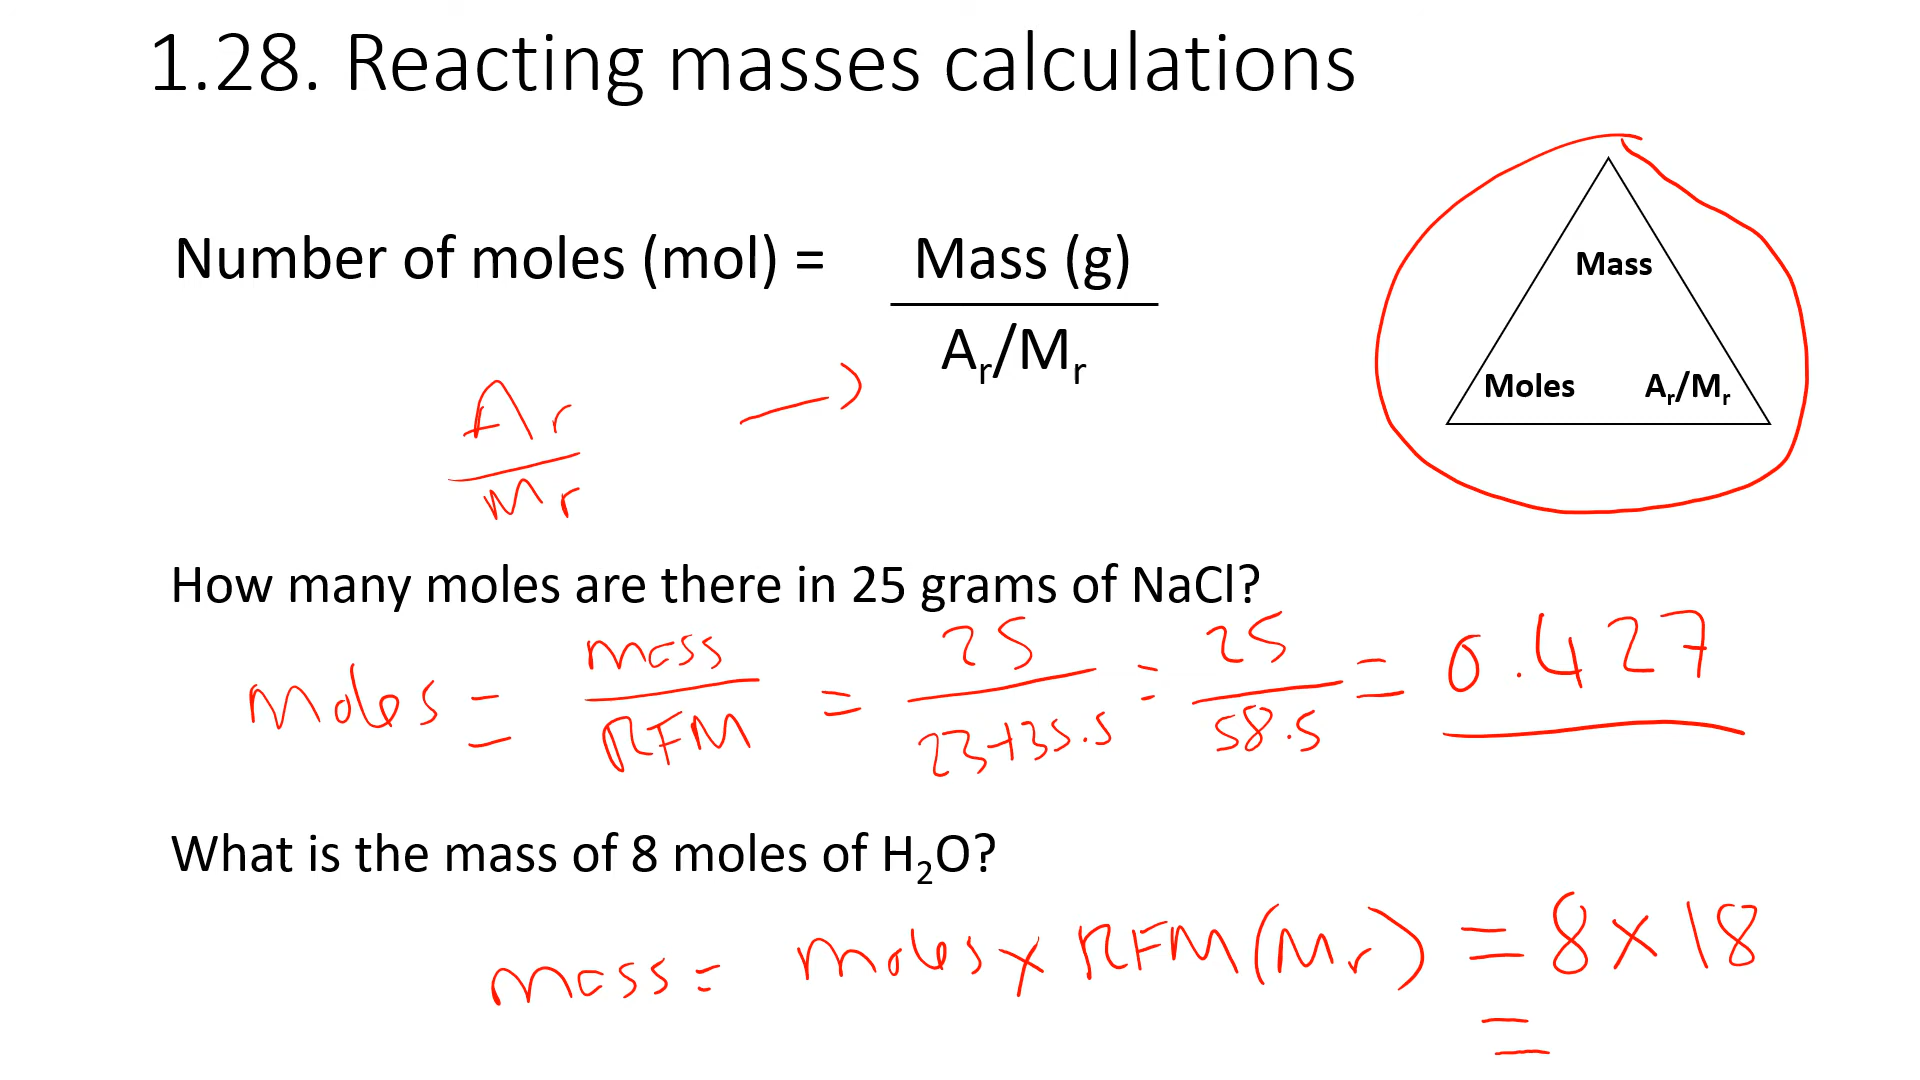 1.28. Reacting masses calculations
Number of moles (mol) = Mass (g)
Aᵣ/Mᵣ
Mass
Moles Aᵣ/Mᵣ
Ar
Mr
How many moles are there in 25 grams of NaCl?
Moles = mass / RFM = 25 / 23+35.5 = 25 / 58.5 = 0.427
What is the mass of 8 moles of H₂O?
mass = moles x RFM (Mr) = 8 x 18
=